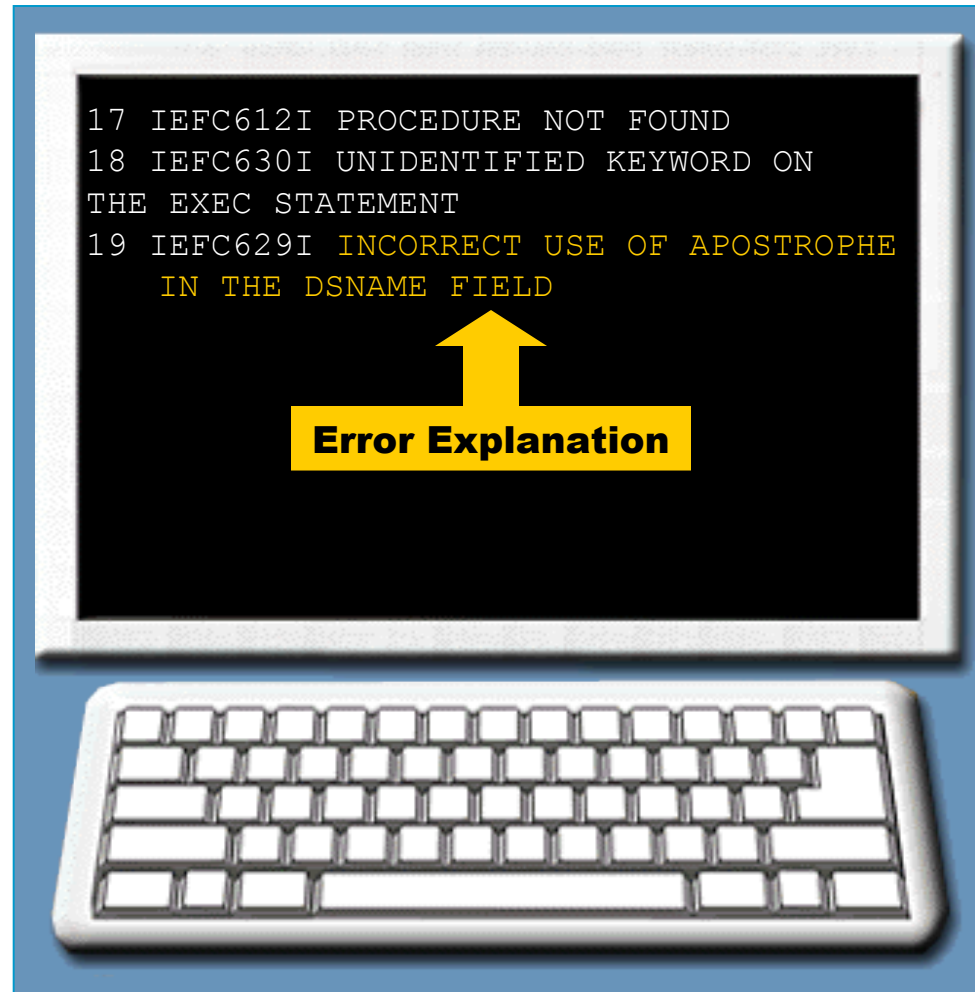 17 IEFC612I PROCEDURE NOT FOUND
18 IEFC630I UNIDENTIFIED KEYWORD ON
THE EXEC STATEMENT
19 IEFC629I INCORRECT USE OF APOSTROPHE
IN THE DSNAME FIELD
Error Explanation